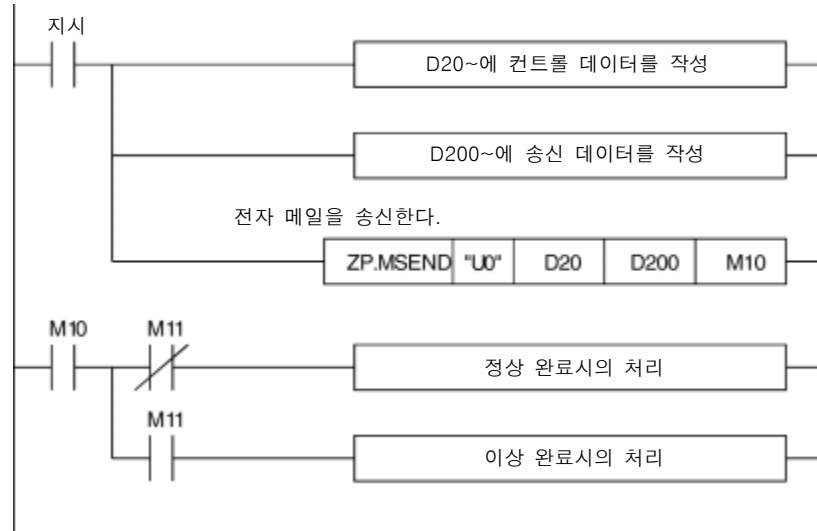 지시
D20~에 컨트롤 데이터를 작성
D200~에 송신 데이터를 작성
전자 메일을 송신한다.
ZP.MSEND "U0" D20 D200 M10
M10 M11
정상 완료시의 처리
M11
이상 완료시의 처리